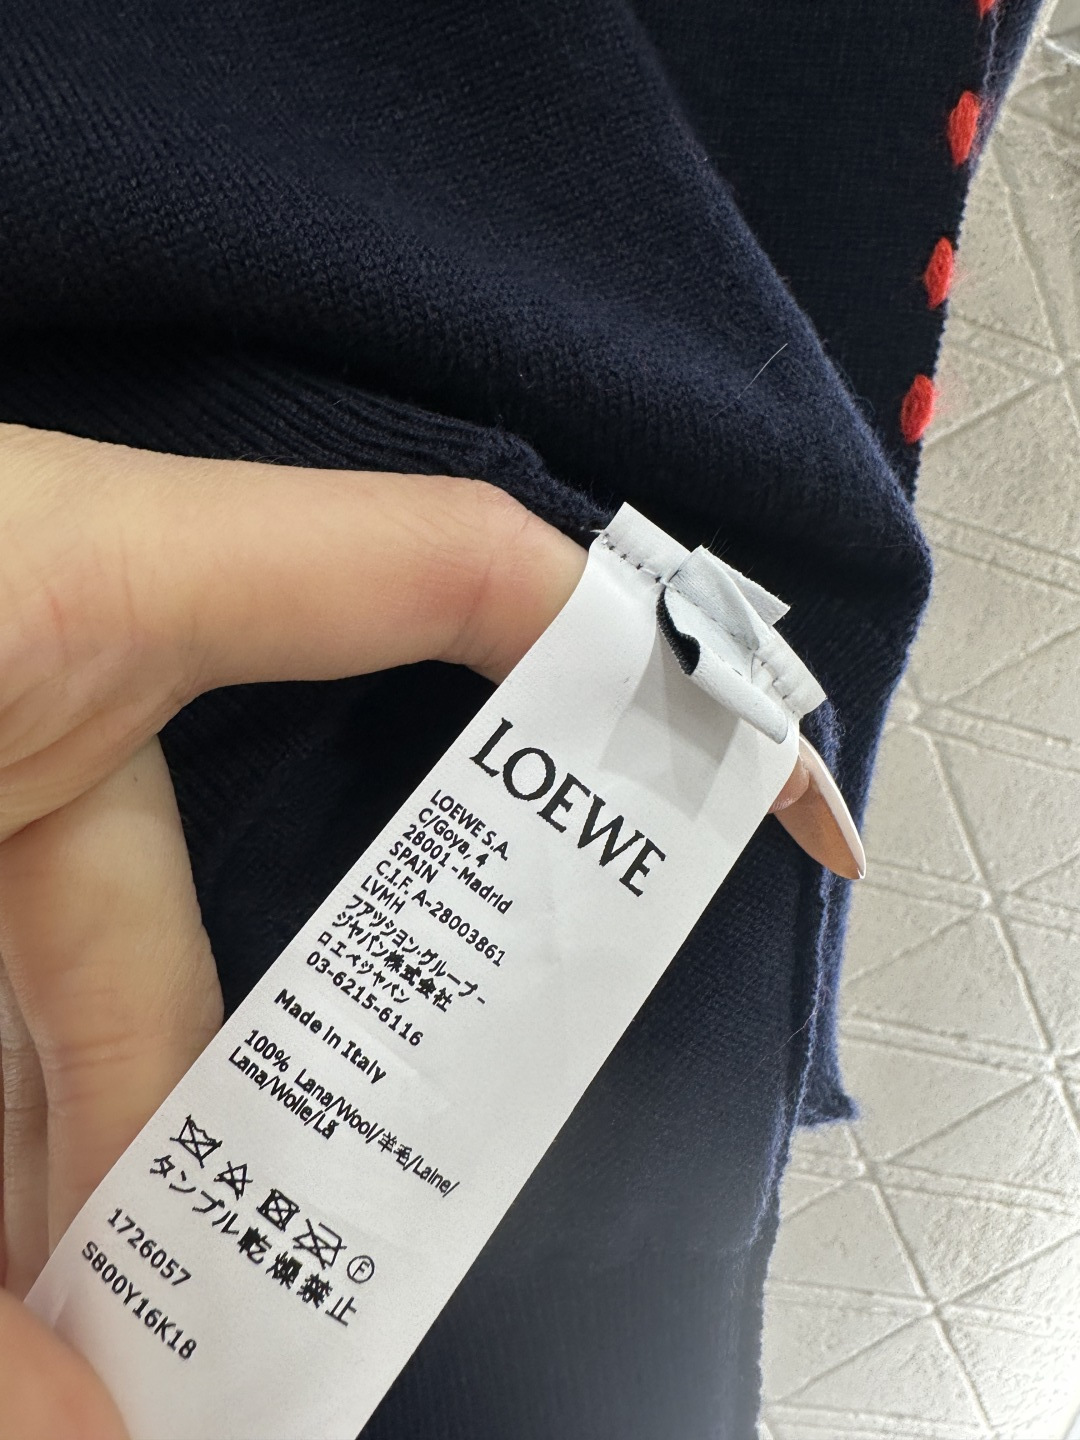 LOEWE
LOEWE S.A.
C/Goya, 4
28001 -Madrid
SPAIN
C.I.F. A-28003861
LVMH
ファッション・グループ-
ジャパン株式会社
ロエベジャパン
03-6215-6116
Made in Italy
100% Lana/Wool/羊毛/Laine/
Lana/Wolle/Lã
F
タンブル乾燥禁止
1726057
S800Y16K18